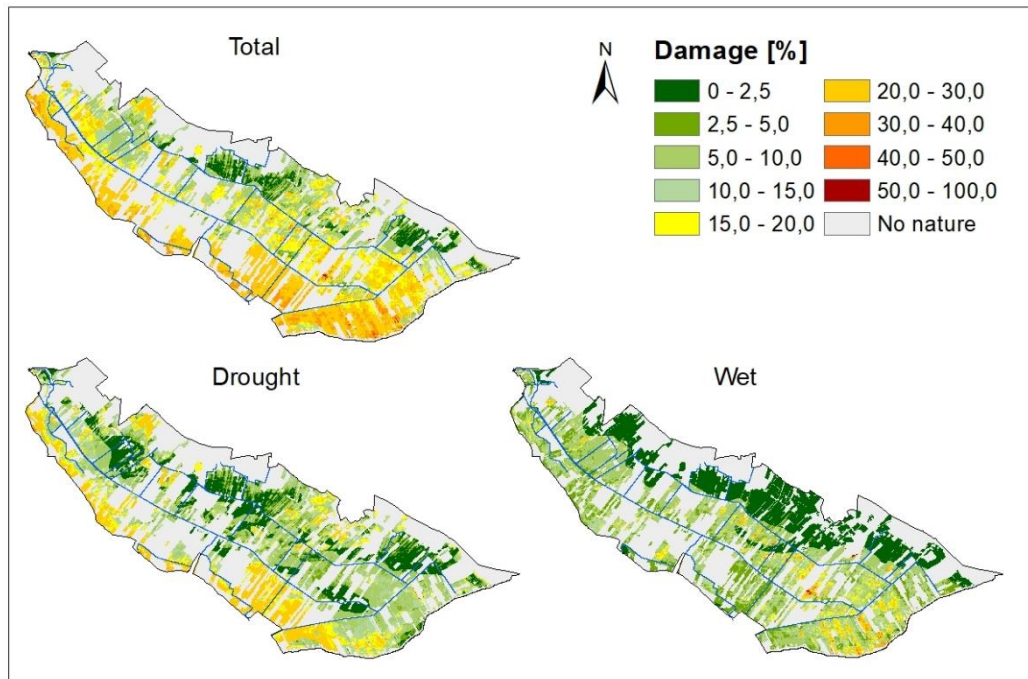 Total
N
Damage [%]
0 - 2,5
2,5 - 5,0
5,0 - 10,0
10,0 - 15,0
15,0 - 20,0
20,0 - 30,0
30,0 - 40,0
40,0 - 50,0
50,0 - 100,0
No nature
Drought
Wet